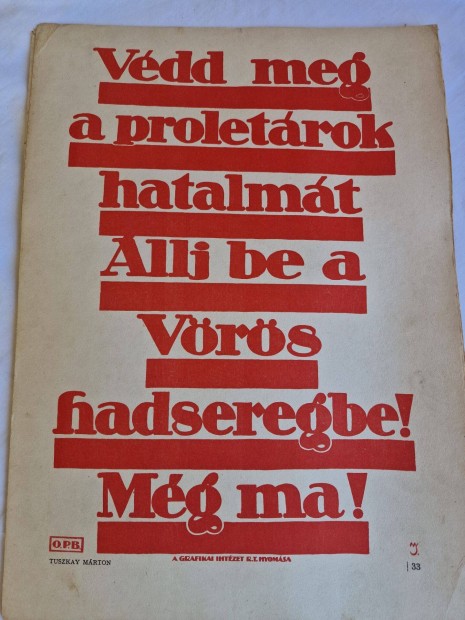 Védd meg
a proletárok
hatalmát
Állj be a
Vörös
hadseregbe!
Még ma!
O.P.B.
A GRAFIKAI INTÉZET R.T. NYOMÁSA
TUSZKAY MÁRTON
33